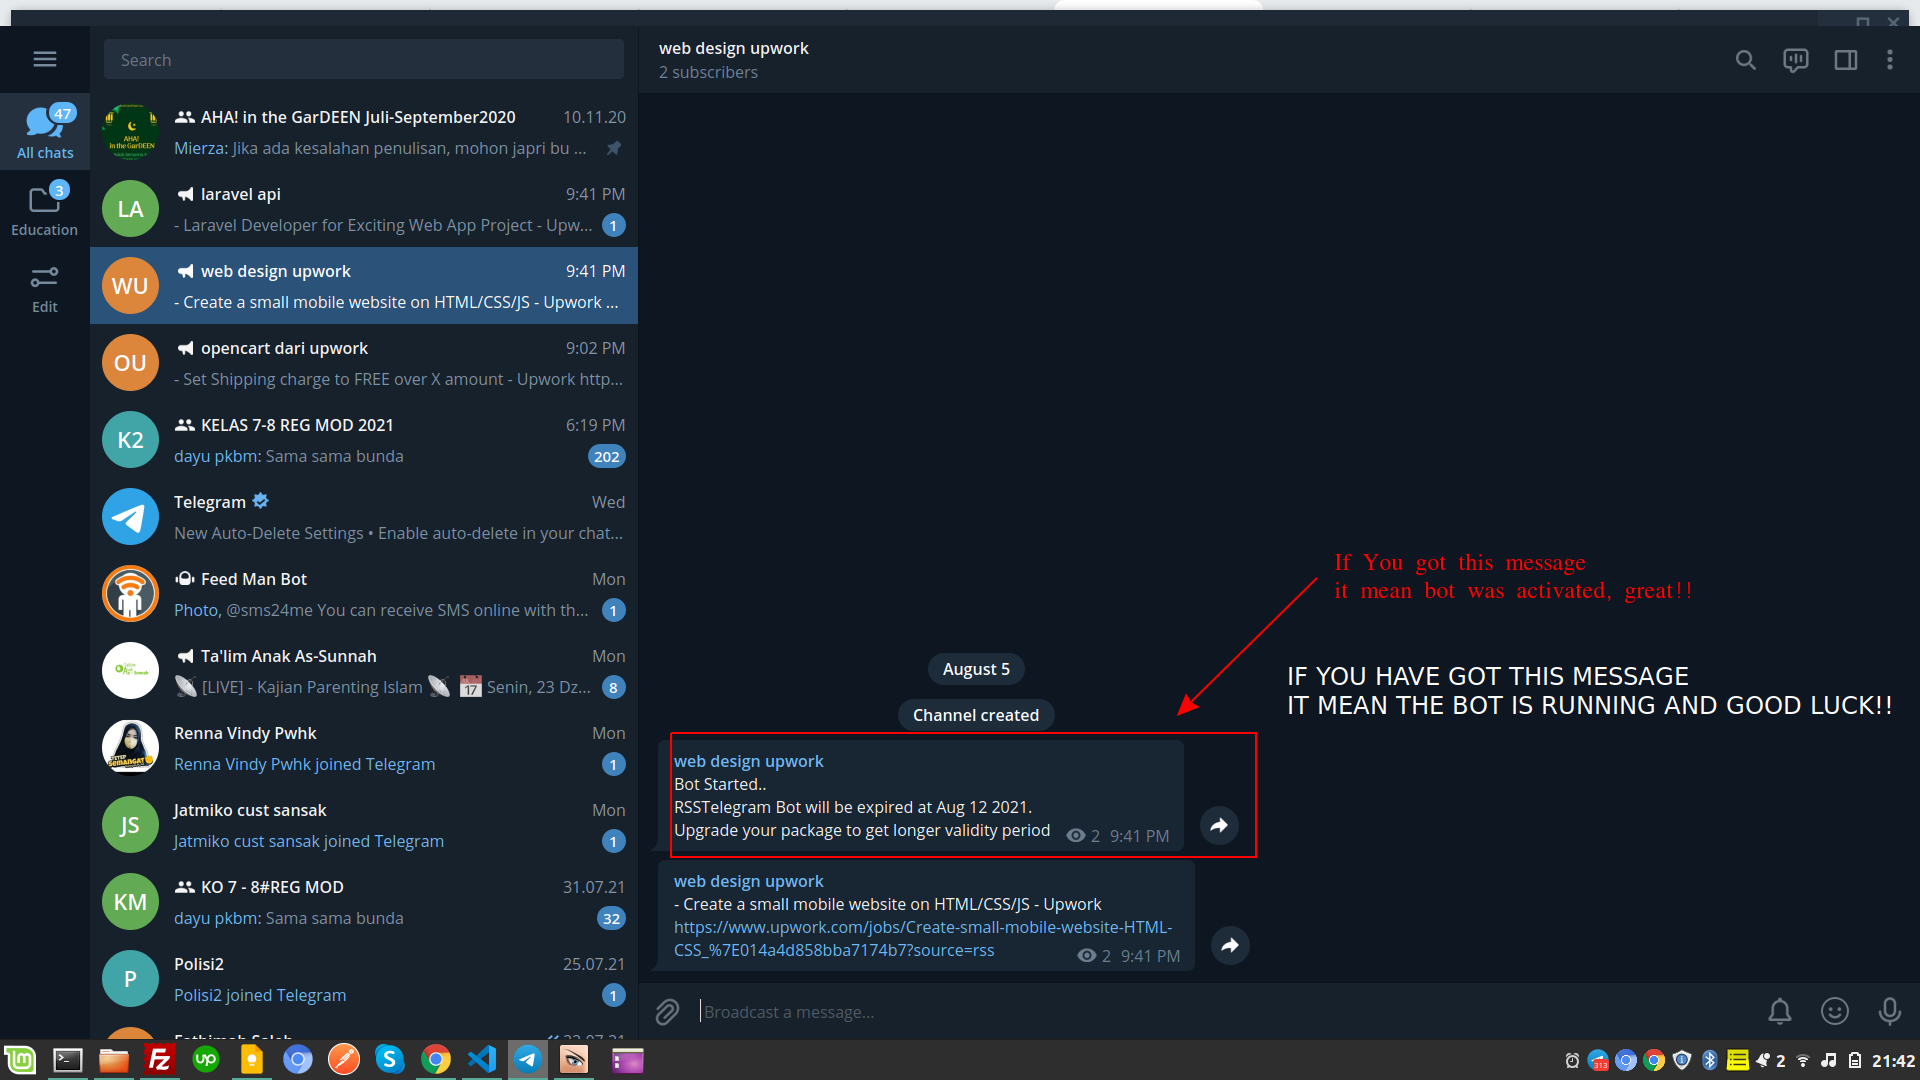 Search
47
All chats
3
Education
Edit
AHA! in the GarDEEN Juli-September2020 10.11.20
AHA!
in the GarDEEN
Mierza: Jika ada kesalahan penulisan, mohon japri bu ...
LA
laravel api 9:41 PM
- Laravel Developer for Exciting Web App Project - Upw... 1
WU
web design upwork 9:41 PM
- Create a small mobile website on HTML/CSS/JS - Upwork ...
OU
opencart dari upwork 9:02 PM
- Set Shipping charge to FREE over X amount - Upwork http...
K2
KELAS 7-8 REG MOD 2021 6:19 PM
dayu pkbm: Sama sama bunda 202
Telegram Wed
New Auto-Delete Settings • Enable auto-delete in your chat...
Feed Man Bot Mon
Photo, @sms24me You can receive SMS online with th... 1
Ta'lim Anak As-Sunnah Mon
[LIVE] - Kajian Parenting Islam 17 Senin, 23 Dz... 8
Renna Vindy Pwhk Mon
SEMANGAT
Renna Vindy Pwhk joined Telegram 1
JS
Jatmiko cust sansak Mon
Jatmiko cust sansak joined Telegram 1
KM
KO 7 - 8#REG MOD 31.07.21
dayu pkbm: Sama sama bunda 32
P
Polisi2 25.07.21
Polisi2 joined Telegram 1
web design upwork
2 subscribers
If You got this message
it mean bot was activated, great!!
IF YOU HAVE GOT THIS MESSAGE
IT MEAN THE BOT IS RUNNING AND GOOD LUCK!!
August 5
Channel created
web design upwork
Bot Started..
RSSTelegram Bot will be expired at Aug 12 2021.
Upgrade your package to get longer validity period 2 9:41 PM
web design upwork
- Create a small mobile website on HTML/CSS/JS - Upwork
https://www.upwork.com/jobs/Create-small-mobile-website-HTML-
CSS_%7E014a4d858bba7174b7?source=rss 2 9:41 PM
Broadcast a message...
Fz
up
S
313
2
21:42